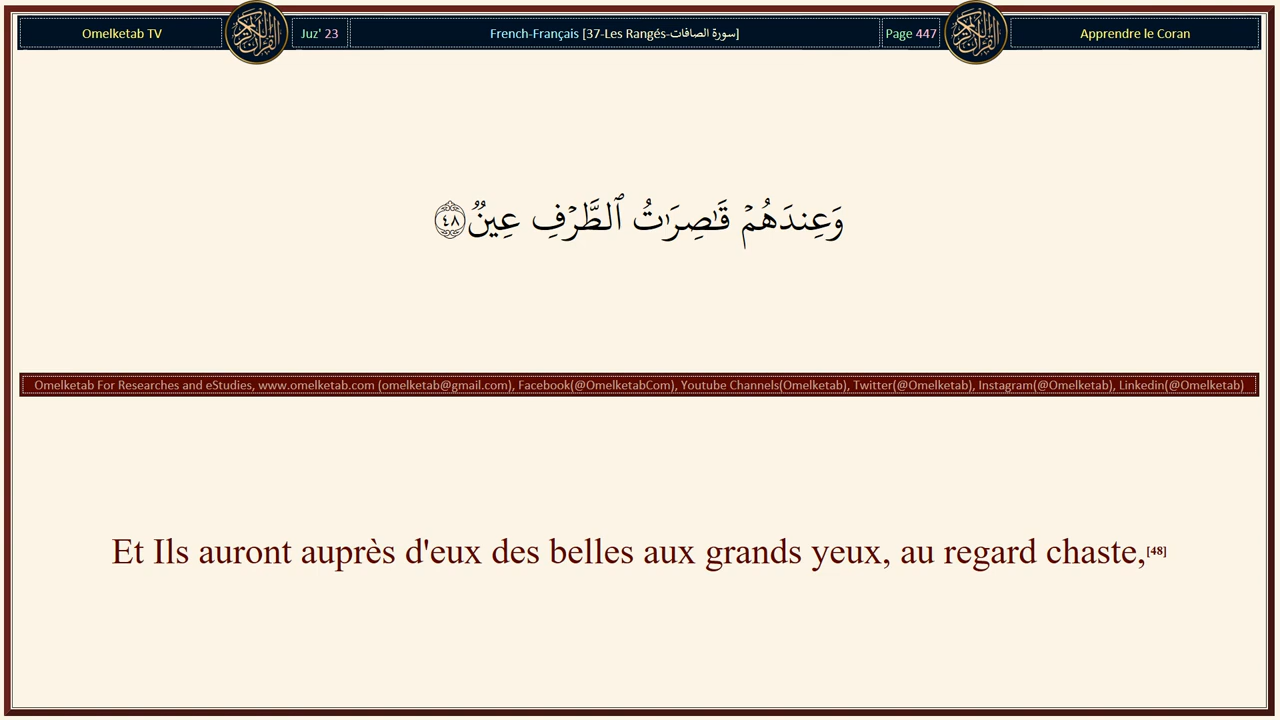 Omelketab TV
Juz' 23
French-Français [37-Les Rangés-سورة الصافات]
Page 447
Apprendre le Coran
وَعِندَهُمۡ قَٰصِرَٰتُ ٱلطَّرۡفِ عِينٞ ٤٨
Omelketab For Researches and eStudies, www.omelketab.com (omelketab@gmail.com), Facebook(@OmelketabCom), Youtube Channels(Omelketab), Twitter(@Omelketab), Instagram(@Omelketab), Linkedin(@Omelketab)
Et Ils auront auprès d'eux des belles aux grands yeux, au regard chaste,[48]